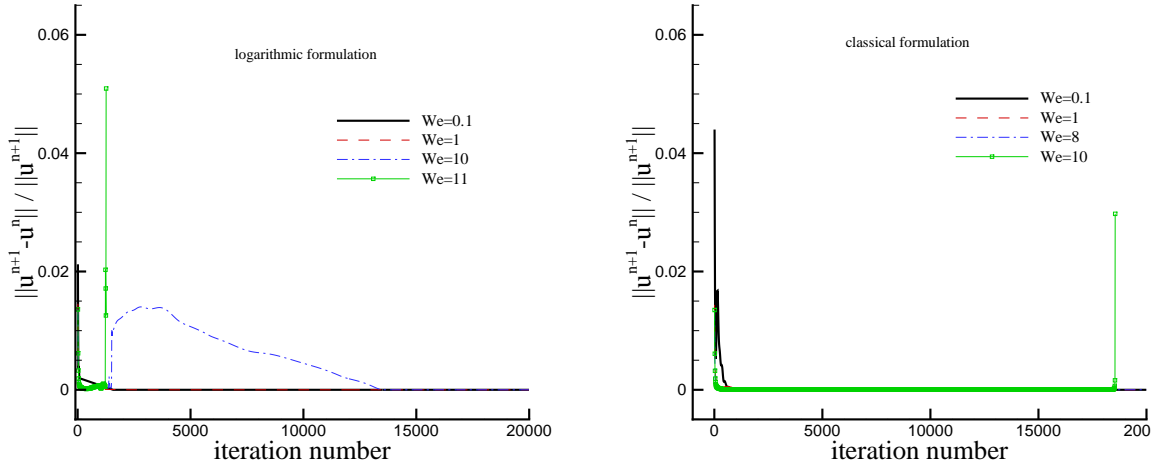 logarithmic formulation
We=0.1
We=1
We=10
We=11
0.06
0.04
0.02
0
||u^{n+1}-u^n|| / ||u^{n+1}||
0
5000
10000
15000
20000
iteration number
classical formulation
We=0.1
We=1
We=8
We=10
0.06
0.04
0.02
0
||u^{n+1}-u^n|| / ||u^{n+1}||
0
5000
10000
15000
200
iteration number